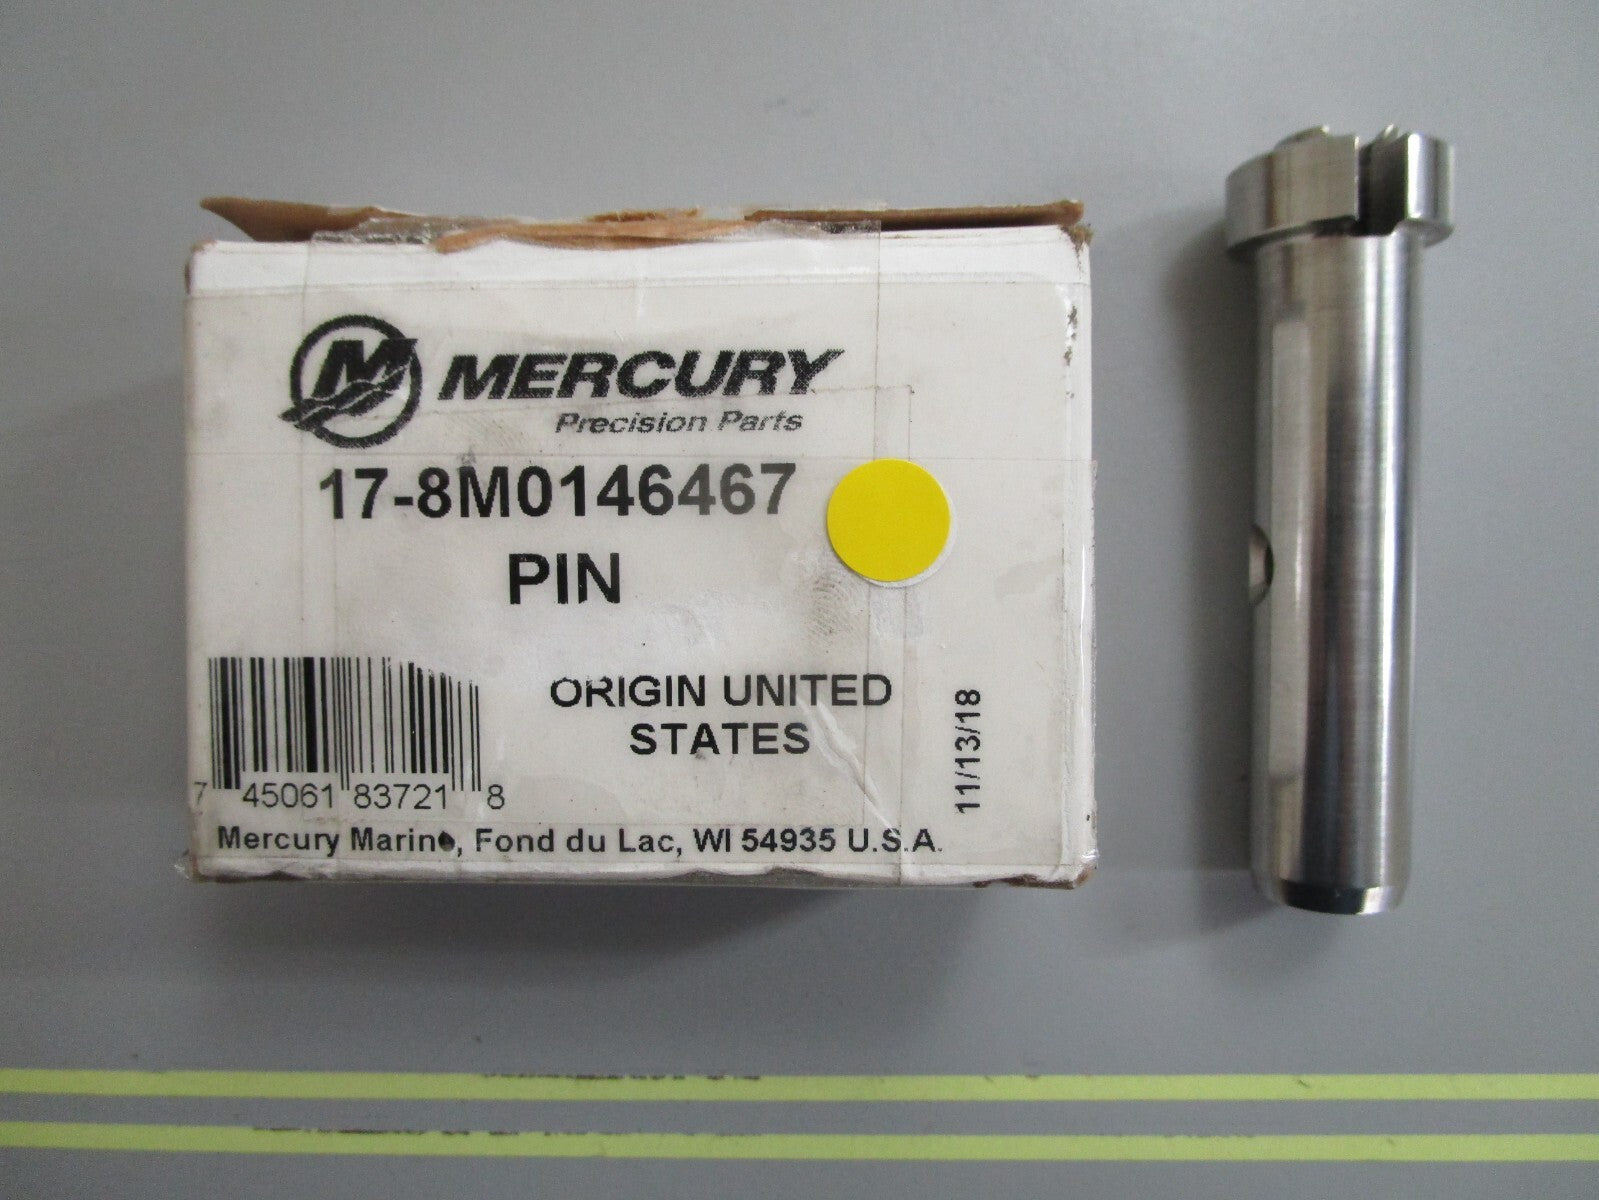 M MERCURY
Precision Parts
17-8M0146467
PIN
ORIGIN UNITED
STATES
11/13/18
7 45061 83721 8
Mercury Marine, Fond du Lac, WI 54935 U.S.A.